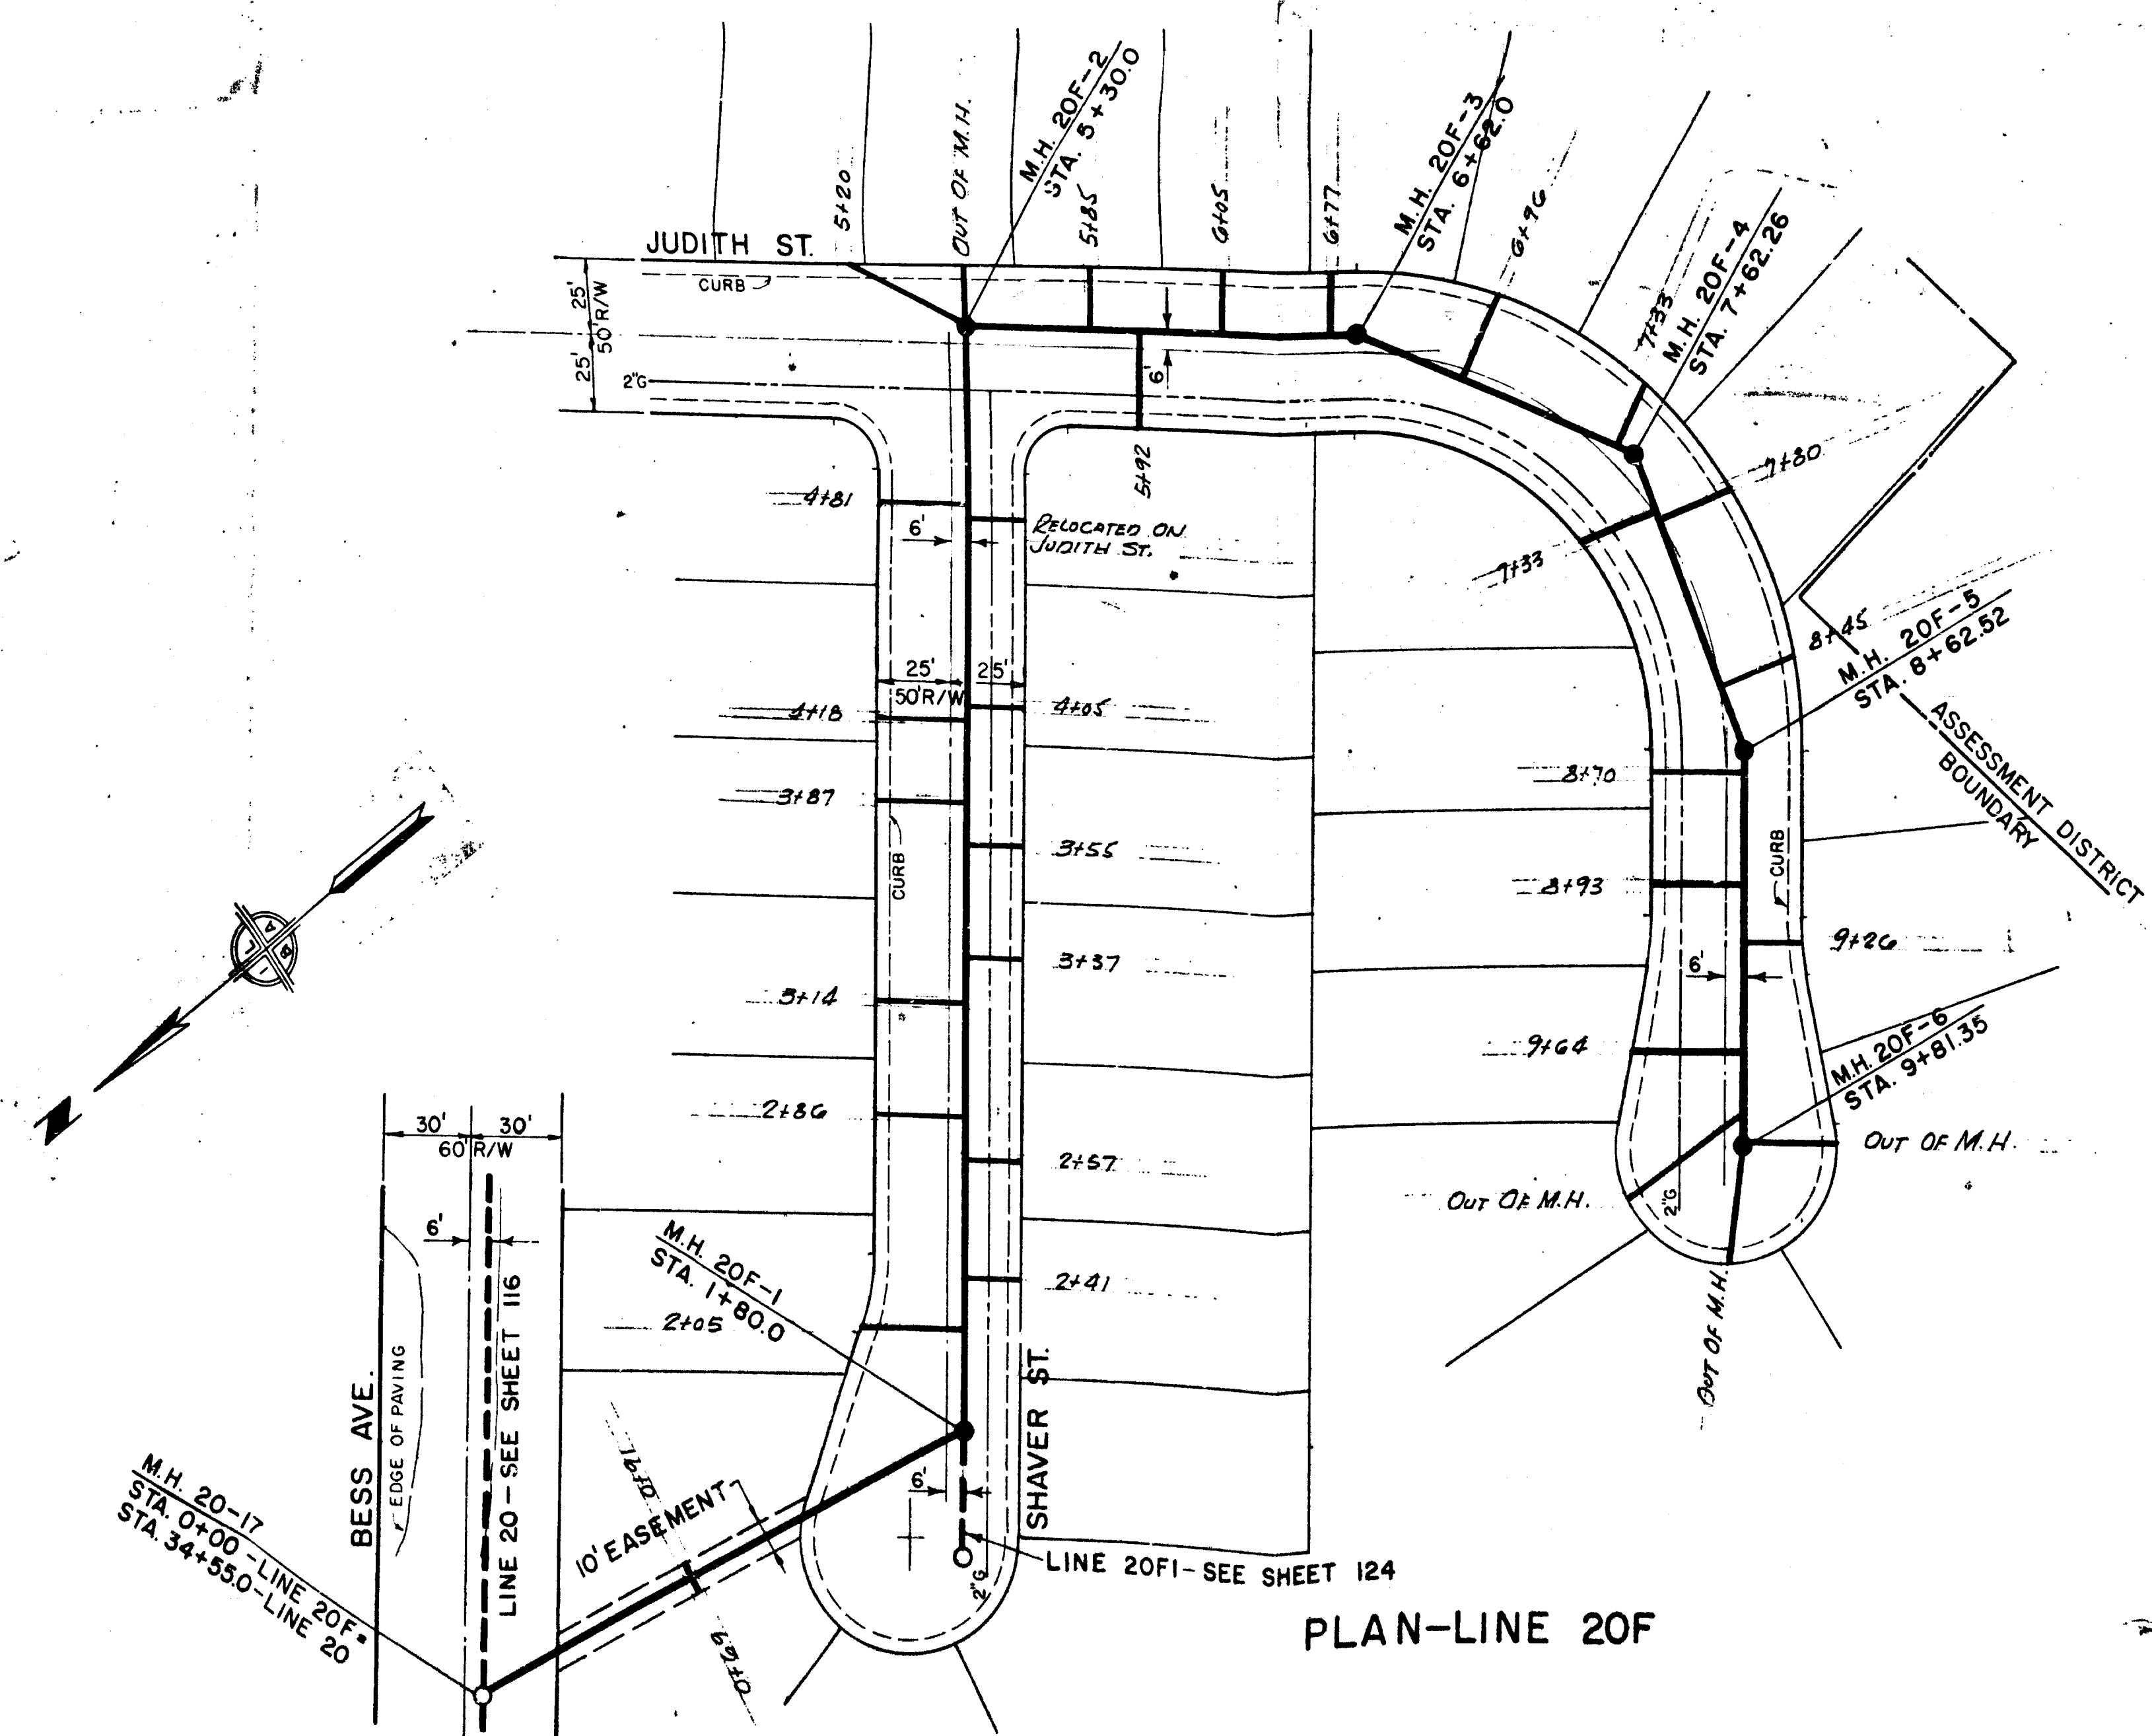 M.H. 20F-2
STA. 5+30.0
OUT OF M.H.
5+20
5+85
6+05
6+77
M.H. 20F-3
STA. 6+62.0
6+96
7+33
M.H. 20F-4
STA. 7+62.26
JUDITH ST.
CURB
25'
50' R/W
25'
2"G
6'
5+92
7+80
4+81
6'
RELOCATED ON
JUDITH ST.
7+33
8+45
M.H. 20F-5
STA. 8+62.52
25'
25'
50' R/W
4+18
4+05
ASSESSMENT DISTRICT
BOUNDARY
3+87
8+70
CURB
3+55
8+93
CURB
9+26
3+37
6'
3+14
9+64
M.H. 20F-6
STA. 9+81.35
2+86
30'
30'
60' R/W
2+57
OUT OF M.H.
OUT OF M.H.
2"G
OUT OF M.H.
6'
M.H. 20F-1
STA. 1+80.0
2+41
2+05
N
BESS AVE.
EDGE OF PAVING
LINE 20-SEE SHEET 116
SHAVER ST.
M.H. 20-17
STA. 0+00-LINE 20F=
STA. 34+55.0-LINE 20
0+91
10' EASEMENT
6'
2"G
LINE 20F1-SEE SHEET 124
0+69
PLAN-LINE 20F